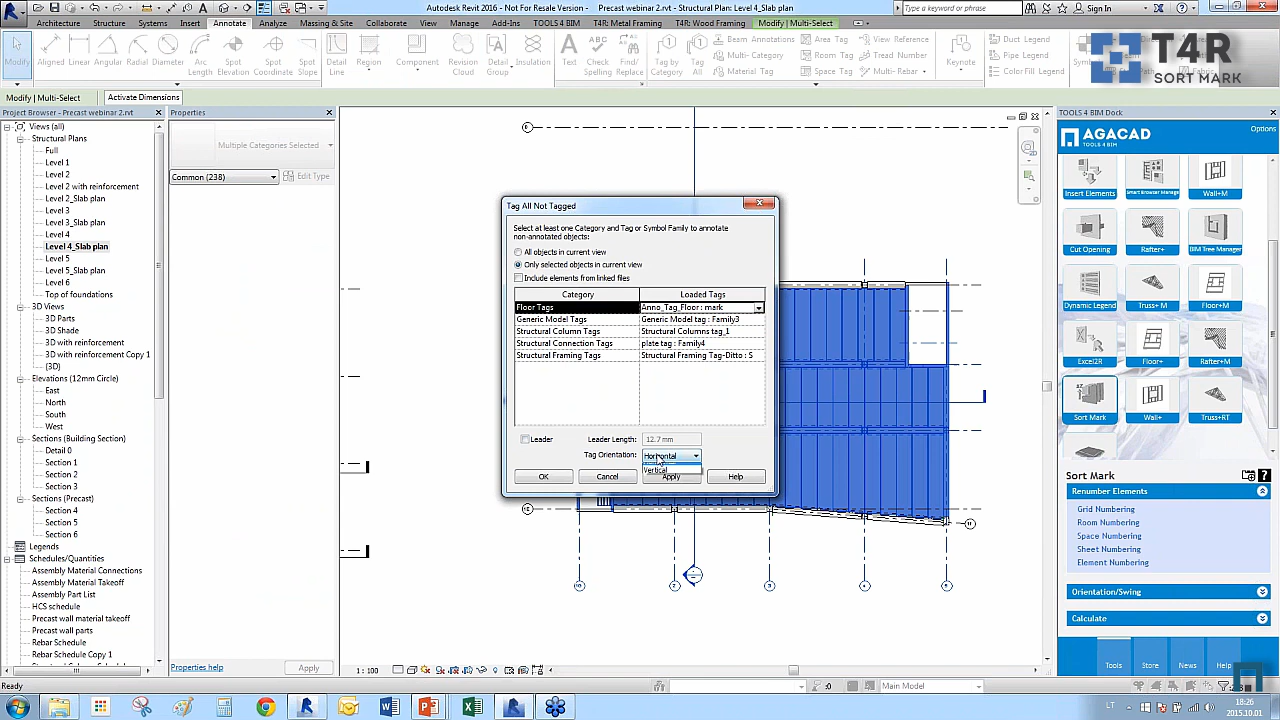 Autodesk Revit 2016 - Not For Resale Version - Precast webinar 2.rvt - Structural Plan: Level 4_Slab plan
Type a keyword or phrase
Sign In
Architecture Structure Systems Insert Annotate Analyze Massing & Site Collaborate View Manage Add-Ins TOOLS 4 BIM T4R: Metal Framing T4R: Wood Framing Modify | Multi-Select
Modify
Aligned Linear Angular Radial Diameter Arc Length Spot Elevation Spot Coordinate Spot Slope
Detail Line Region Component Revision Cloud Detail Insulation
Text Check Spelling Find/ Replace
Tag by Category Tag All
Beam Annotations
Multi-Category
Material Tag
Area Tag
Room Tag
Space Tag
View Reference
Tread Number
Multi-Rebar
Keynote
Duct Legend
Pipe Legend
Color Fill Legend
T4R
SORT MARK
Modify | Multi-Select Activate Dimensions
Project Browser - Precast webinar 2.rvt
Views (all)
Structural Plans
Full
Level 1
Level 2
Level 2 with reinforcement
Level 2_Slab plan
Level 3
Level 3_Slab plan
Level 4
Level 4_Slab plan
Level 5
Level 5_Slab plan
Level 6
Top of foundations
3D Views
3D Parts
3D Shade
3D with reinforcement
3D with reinforcement Copy 1
{3D}
Elevations (12mm Circle)
East
North
South
West
Sections (Building Section)
Detail 0
Section 1
Section 2
Section 3
Sections (Precast)
Section 4
Section 5
Section 6
Legends
Schedules/Quantities
Assembly Material Connections
Assembly Material Takeoff
Assembly Part List
HCS schedule
Precast wall material takeoff
Precast wall parts
Rebar Schedule
Rebar Schedule Copy 1
Properties
Multiple Categories Selected
Common (238)
Edit Type
Properties help
Apply
Tag All Not Tagged
Select at least one Category and Tag or Symbol Family to annotate
non-annotated objects:
All objects in current view
Only selected objects in current view
Include elements from linked files
Category Loaded Tags
Floor Tags Anno_Tag_Floor : mark
Generic Model Tags Generic Model tag : Family3
Structural Column Tags Structural Columns tag_1
Structural Connection Tags plate tag : Family4
Structural Framing Tags Structural Framing Tag-Ditto : S
Leader
Leader Length: 12.7 mm
Tag Orientation: Horizontal
Vertical
OK Cancel Apply Help
1 : 100
TOOLS 4 BIM Dock
AGACAD
TOOLS 4 BIM
Options
Insert Elements Smart Browser Manager Wall+M
Cut Opening Rafter+ BIM Tree Manager
Dynamic Legend Truss+ M Floor+M
Excel2R Floor+ Rafter+M
Sort Mark Wall+ Truss+RT
Sort Mark
Renumber Elements
Grid Numbering
Room Numbering
Space Numbering
Sheet Numbering
Element Numbering
Orientation/Swing
Calculate
Tools Store News Help
Ready
:0
Main Model
LT
18:26
2015.10.01